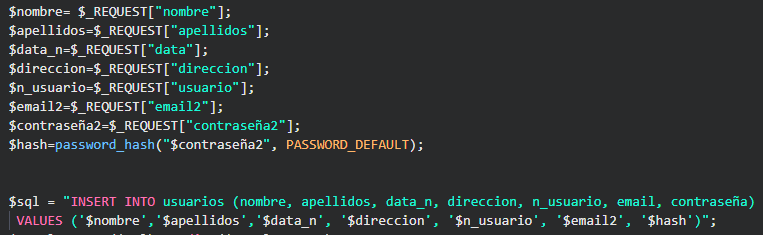 $nombre= $_REQUEST["nombre"];
$apellidos=$_REQUEST["apellidos"];
$data_n=$_REQUEST["data"];
$direccion=$_REQUEST["direccion"];
$n_usuario=$_REQUEST["usuario"];
$email2=$_REQUEST["email2"];
$contraseña2=$_REQUEST["contraseña2"];
$hash=password_hash("$contraseña2", PASSWORD_DEFAULT);
$sql = "INSERT INTO usuarios (nombre, apellidos, data_n, direccion, n_usuario, email, contraseña)
VALUES ('$nombre','$apellidos','$data_n', '$direccion', '$n_usuario', '$email2', '$hash')";